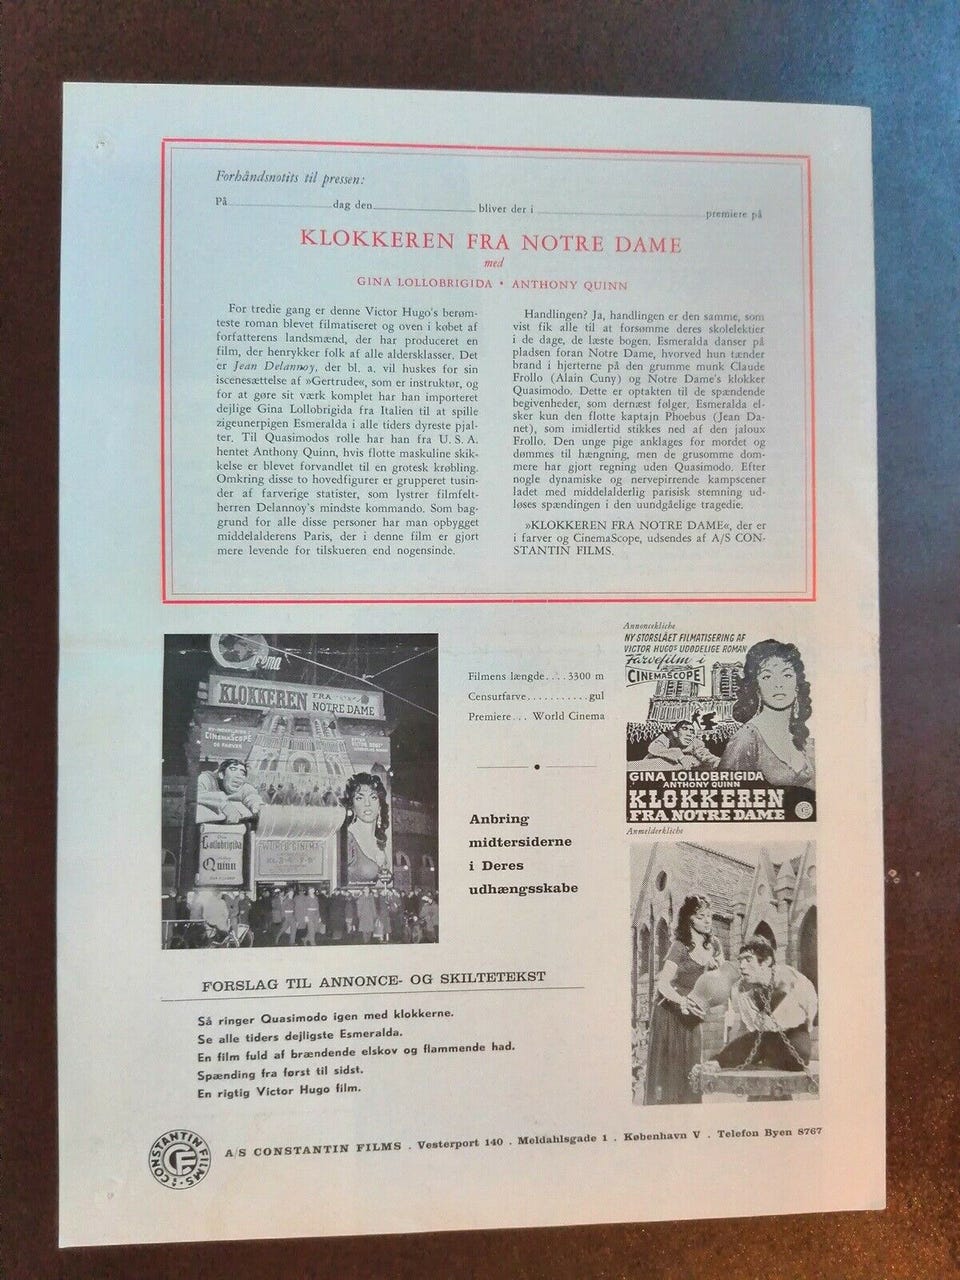 Forhåndsnotits til pressen:
På dag den bliver der i premiere på
KLOKKEREN FRA NOTRE DAME
med
GINA LOLLOBRIGIDA • ANTHONY QUINN
For tredie gang er denne Victor Hugo's berøm-
teste roman blevet filmatiseret og oven i købet af
forfatterens landsmænd, der har produceret en
film, der henrykker folk af alle aldersklasser. Det
er Jean Delannoy, der bl. a. vil huskes for sin
iscenesættelse af »Gertrude«, som er instruktør, og
for at gøre sit værk komplet har han importeret
dejlige Gina Lollobrigida fra Italien til at spille
zigeunerpigen Esmeralda i alle tiders dyreste pjal-
ter. Til Quasimodos rolle har han fra U.S.A.
hentet Anthony Quinn, hvis flotte maskuline skik-
kelse er blevet forvandlet til en grotesk krøbling.
Omkring disse to hovedfigurer er grupperet tusin-
der af farverige statister, som lystrer filmfelt-
herren Delannoy's mindste kommando. Som bag-
grund for alle disse personer har man opbygget
middelalderens Paris, der i denne film er gjort
mere levende for tilskueren end nogensinde.
Handlingen? Ja, handlingen er den samme, som
vist fik alle til at forsømme deres skolelektier
i de dage, de læste bogen. Esmeralda danser på
pladsen foran Notre Dame, hvorved hun tænder
brand i hjerterne på den grumme munk Claude
Frollo (Alain Cuny) og Notre Dame's klokker
Quasimodo. Dette er optakten til de spændende
begivenheder, som dernæst følger. Esmeralda el-
sker kun den flotte kaptajn Phoebus (Jean Da-
net), som imidlertid stikkes ned af den jaloux
Frollo. Den unge pige anklages for mordet og
dømmes til hængning, men de grusomme dom-
mere har gjort regning uden Quasimodo. Efter
nogle dynamiske og nervepirrende kampscener
ladet med middelalderlig parisisk stemning ud-
løses spændingen i den uundgåelige tragedie.
»KLOKKEREN FRA NOTRE DAME«, der er
i farver og CinemaScope, udsendes af A/S CON-
STANTIN FILMS.
KLOKKEREN FRA
NOTRE DAME
CINEMASCOPE
OG FARVER
Lollobrigida
Quinn
WORLD CINEMA
Filmens længde....3300 m
Censurfarve...........gul
Premiere... World Cinema
Anbring
midtersiderne
i Deres
udhængsskabe
Annoncekliche
NY STORSLÅET FILMATISERING AF
VICTOR HUGO'S UDØDELIGE ROMAN
Farvefilm i
CINEMASCOPE
GINA LOLLOBRIGIDA
ANTHONY QUINN
KLOKKEREN
FRA NOTRE DAME
Anmelderkliche
FORSLAG TIL ANNONCE- OG SKILTETEKST
Så ringer Quasimodo igen med klokkerne.
Se alle tiders dejligste Esmeralda.
En film fuld af brændende elskov og flammende had.
Spænding fra først til sidst.
En rigtig Victor Hugo film.
CONSTANTIN FILMS
CF
A/S CONSTANTIN FILMS . Vesterport 140 . Meldahlsgade 1 . København V . Telefon Byen 8767